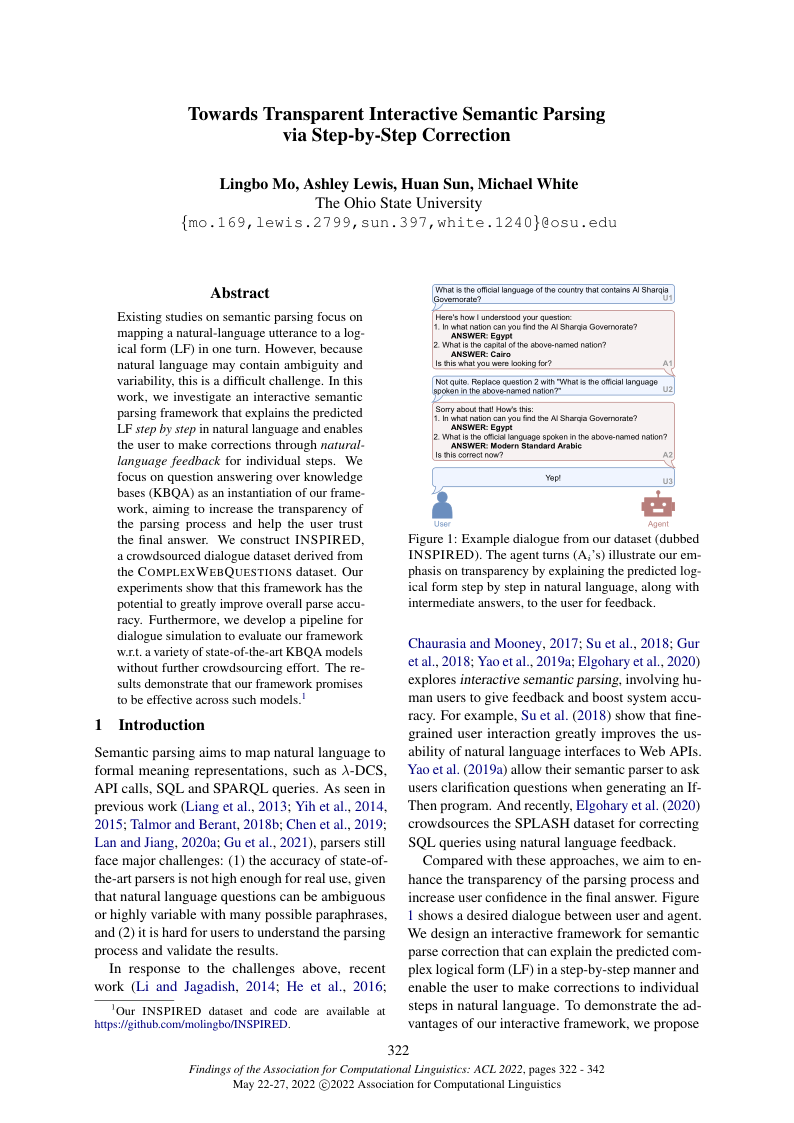 Towards Transparent Interactive Semantic Parsing
via Step-by-Step Correction
Lingbo Mo, Ashley Lewis, Huan Sun, Michael White
The Ohio State University
{mo.169,lewis.2799,sun.397,white.1240}@osu.edu
Abstract
Existing studies on semantic parsing focus on
mapping a natural-language utterance to a log-
ical form (LF) in one turn. However, because
natural language may contain ambiguity and
variability, this is a difficult challenge. In this
work, we investigate an interactive semantic
parsing framework that explains the predicted
LF step by step in natural language and enables
the user to make corrections through natural-
language feedback for individual steps. We
focus on question answering over knowledge
bases (KBQA) as an instantiation of our frame-
work, aiming to increase the transparency of
the parsing process and help the user trust
the final answer. We construct INSPIRED,
a crowdsourced dialogue dataset derived from
the COMPLEXWEBQUESTIONS dataset. Our
experiments show that this framework has the
potential to greatly improve overall parse accu-
racy. Furthermore, we develop a pipeline for
dialogue simulation to evaluate our framework
w.r.t. a variety of state-of-the-art KBQA models
without further crowdsourcing effort. The re-
sults demonstrate that our framework promises
to be effective across such models.1
1 Introduction
Semantic parsing aims to map natural language to
formal meaning representations, such as λ-DCS,
API calls, SQL and SPARQL queries. As seen in
previous work (Liang et al., 2013; Yih et al., 2014,
2015; Talmor and Berant, 2018b; Chen et al., 2019;
Lan and Jiang, 2020a; Gu et al., 2021), parsers still
face major challenges: (1) the accuracy of state-of-
the-art parsers is not high enough for real use, given
that natural language questions can be ambiguous
or highly variable with many possible paraphrases,
and (2) it is hard for users to understand the parsing
process and validate the results.
In response to the challenges above, recent
work (Li and Jagadish, 2014; He et al., 2016;
1Our INSPIRED dataset and code are available at
https://github.com/molingbo/INSPIRED.
What is the official language of the country that contains Al Sharqia
Governorate?
U1
Here's how I understood your question:
1. In what nation can you find the Al Sharqia Governorate?
ANSWER: Egypt
2. What is the capital of the above-named nation?
ANSWER: Cairo
Is this what you were looking for?
A1
Not quite. Replace question 2 with "What is the official language
spoken in the above-named nation?"
U2
Sorry about that! How's this:
1. In what nation can you find the Al Sharqia Governorate?
ANSWER: Egypt
2. What is the official language spoken in the above-named nation?
ANSWER: Modern Standard Arabic
Is this correct now?
A2
Yep!
U3
User
Agent
Figure 1: Example dialogue from our dataset (dubbed
INSPIRED). The agent turns (Ai's) illustrate our em-
phasis on transparency by explaining the predicted log-
ical form step by step in natural language, along with
intermediate answers, to the user for feedback.
Chaurasia and Mooney, 2017; Su et al., 2018; Gur
et al., 2018; Yao et al., 2019a; Elgohary et al., 2020)
explores interactive semantic parsing, involving hu-
man users to give feedback and boost system accu-
racy. For example, Su et al. (2018) show that fine-
grained user interaction greatly improves the us-
ability of natural language interfaces to Web APIs.
Yao et al. (2019a) allow their semantic parser to ask
users clarification questions when generating an If-
Then program. And recently, Elgohary et al. (2020)
crowdsources the SPLASH dataset for correcting
SQL queries using natural language feedback.
Compared with these approaches, we aim to en-
hance the transparency of the parsing process and
increase user confidence in the final answer. Figure
1 shows a desired dialogue between user and agent.
We design an interactive framework for semantic
parse correction that can explain the predicted com-
plex logical form (LF) in a step-by-step manner and
enable the user to make corrections to individual
steps in natural language. To demonstrate the ad-
vantages of our interactive framework, we propose
322
Findings of the Association for Computational Linguistics: ACL 2022, pages 322 - 342
May 22-27, 2022 ©2022 Association for Computational Linguistics